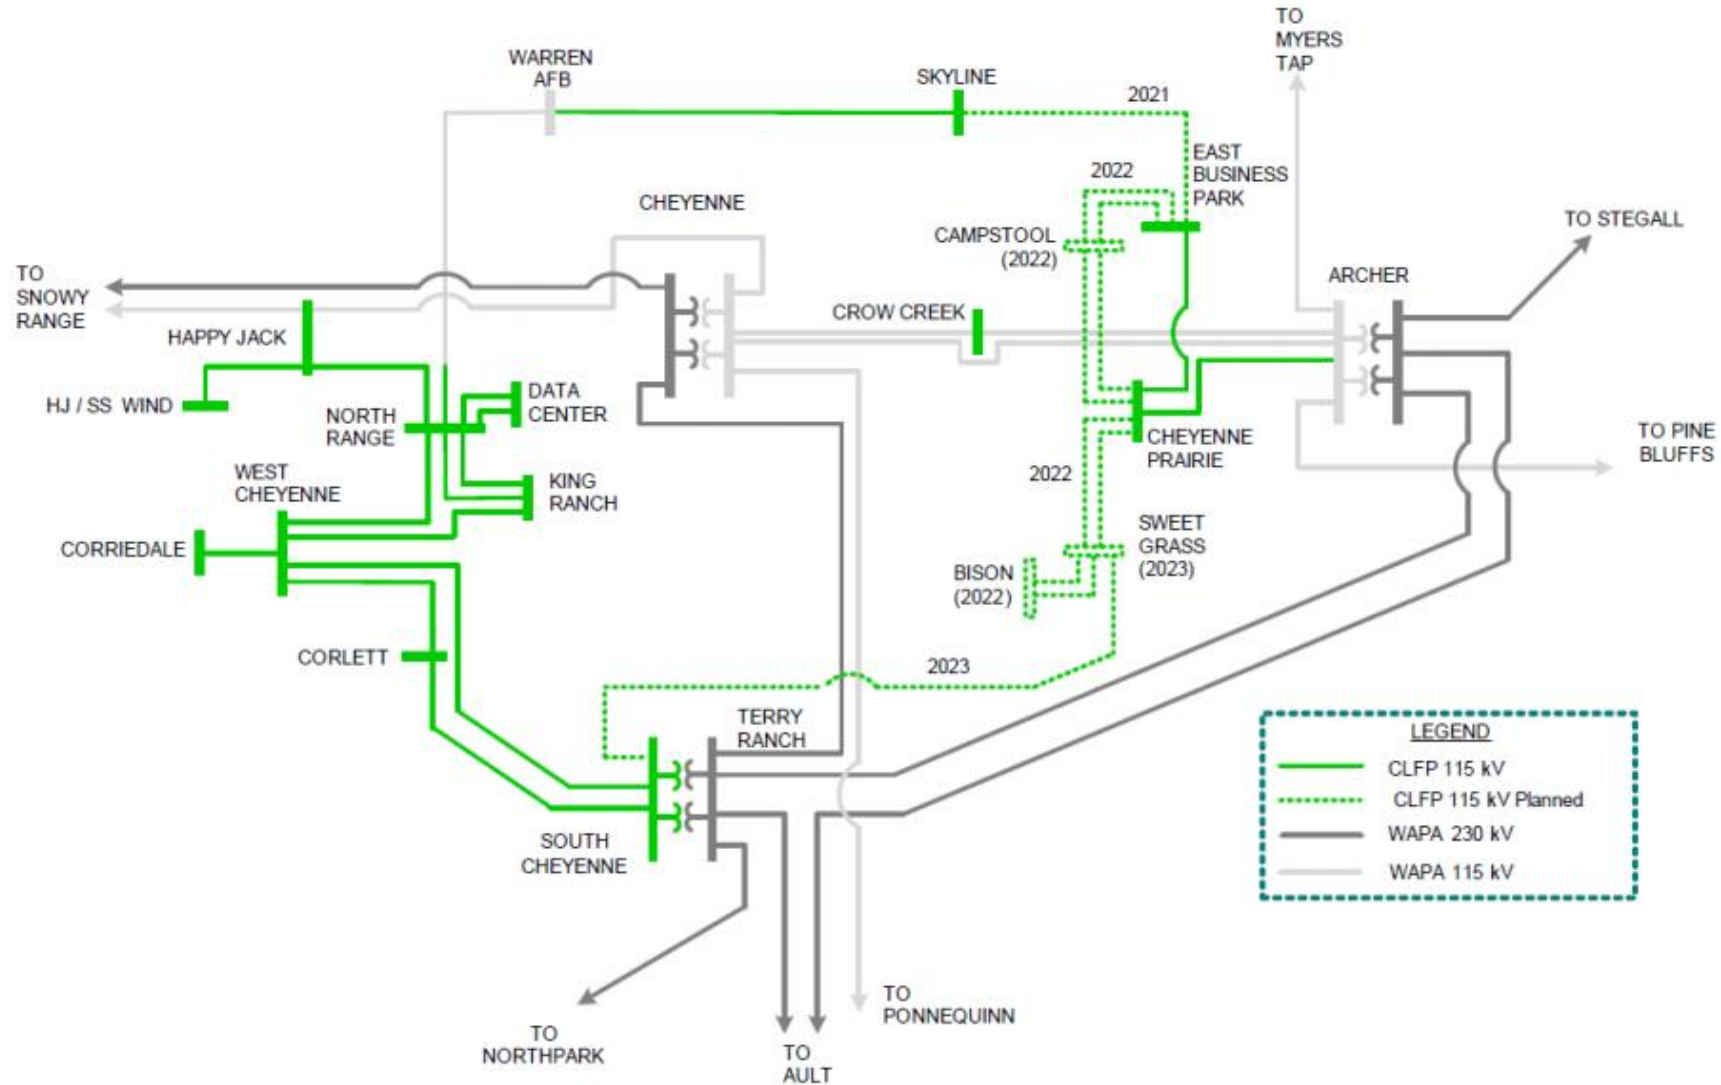 TO
MYERS
TAP
WARREN
AFB
SKYLINE
2021
EAST
BUSINESS
PARK
2022
CHEYENNE
TO STEGALL
CAMPSTOOL
(2022)
TO
SNOWY
RANGE
ARCHER
CROW CREEK
HAPPY JACK
HJ / SS WIND
DATA
CENTER
NORTH
RANGE
CHEYENNE
PRAIRIE
TO PINE
BLUFFS
WEST
CHEYENNE
KING
RANCH
2022
SWEET
GRASS
(2023)
CORRIEDALE
BISON
(2022)
CORLETT
2023
TERRY
RANCH
LEGEND
CLFP 115 kV
CLFP 115 kV Planned
WAPA 230 kV
WAPA 115 kV
SOUTH
CHEYENNE
TO
PONNEQUINN
TO
NORTHPARK
TO
AULT